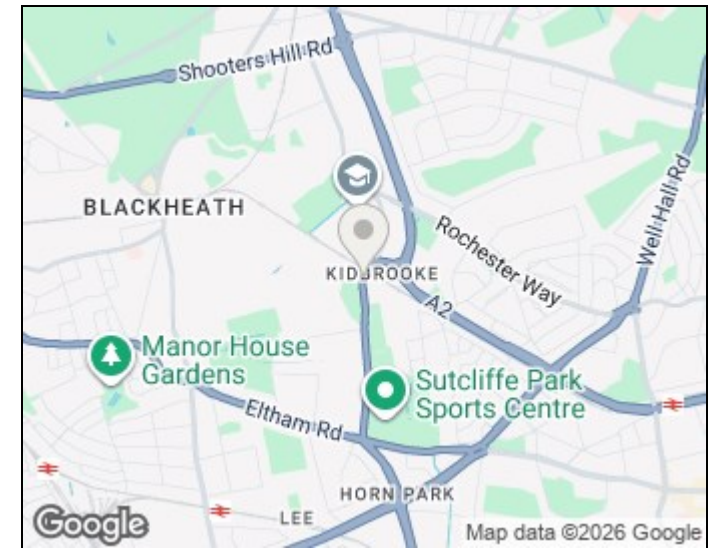 Shooters Hill Rd
BLACKHEATH
Well Hall Rd
Rochester Way
KIDBROOKE
A2
Manor House
Gardens
Sutcliffe Park
Sports Centre
Eltham Rd
HORN PARK
LEE
Google
Map data ©2026 Google